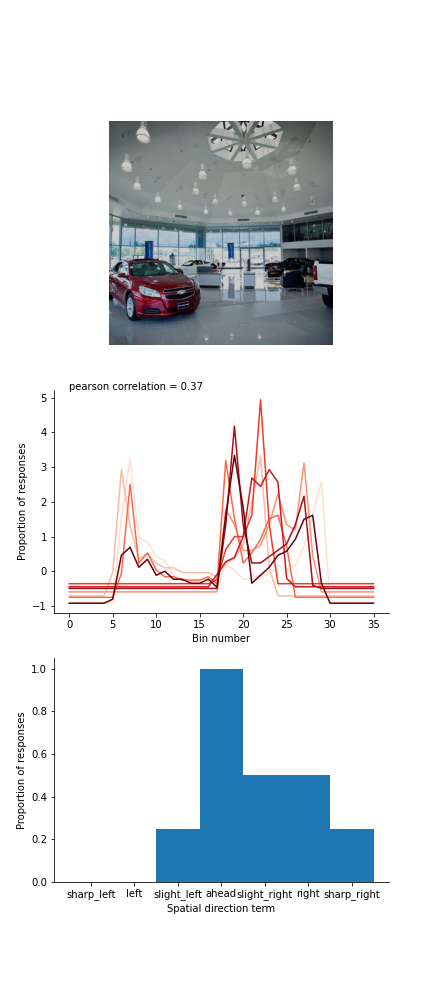 pearson correlation = 0.37
5
4
3
2
1
0
−1
Proportion of responses
0 5 10 15 20 25 30 35
Bin number
1.0
0.8
0.6
0.4
0.2
0.0
Proportion of responses
sharp_left left slight_left ahead slight_right right sharp_right
Spatial direction term